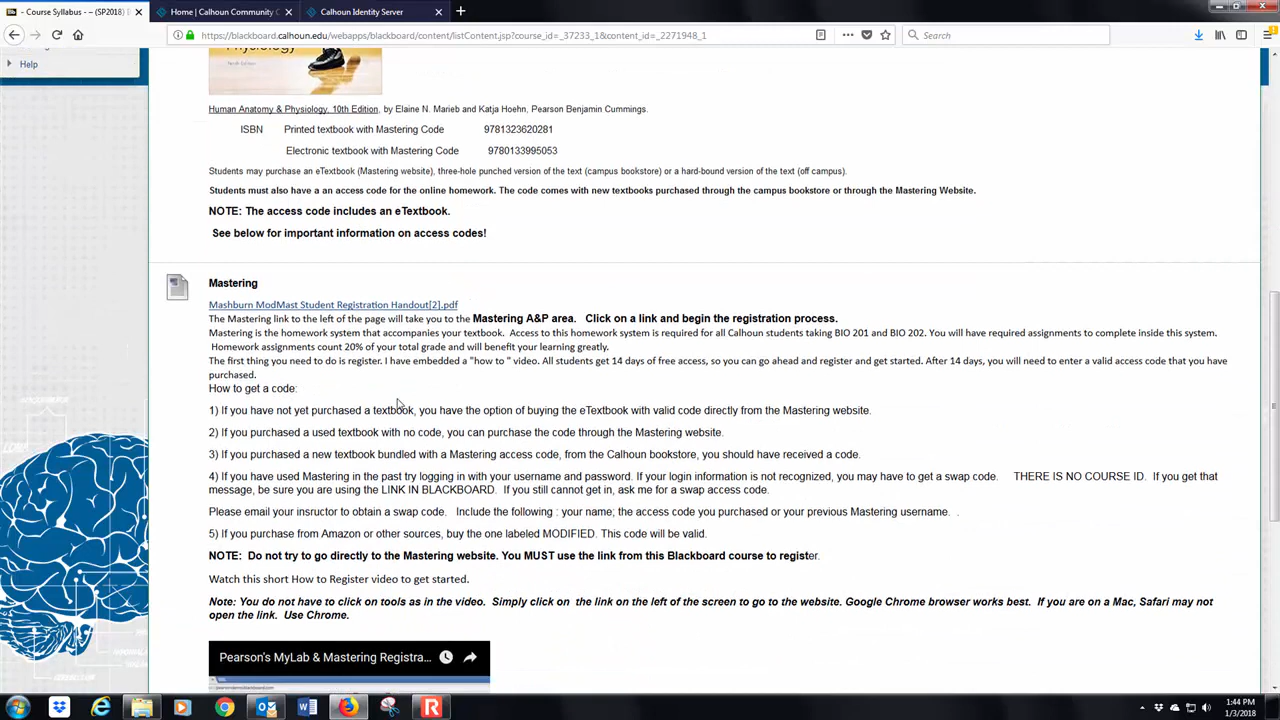 – Course Syllabus – – (SP2018) D
Home | Calhoun Community C
Calhoun Identity Server
https://blackboard.calhoun.edu/webapps/blackboard/content/listContent.jsp?course_id=_37233_1&content_id=_2271948_1
Search
Help
Physiology
Human Anatomy & Physiology, 10th Edition, by Elaine N. Marieb and Katja Hoehn, Pearson Benjamin Cummings.
ISBN Printed textbook with Mastering Code 9781323620281
Electronic textbook with Mastering Code 9780133995053
Students may purchase an eTextbook (Mastering website), three-hole punched version of the text (campus bookstore) or a hard-bound version of the text (off campus).
Students must also have a an access code for the online homework. The code comes with new textbooks purchased through the campus bookstore or through the Mastering Website.
NOTE: The access code includes an eTextbook.
See below for important information on access codes!
Mastering
Mashburn ModMast Student Registration Handout[2].pdf
The Mastering link to the left of the page will take you to the Mastering A&P area. Click on a link and begin the registration process.
Mastering is the homework system that accompanies your textbook. Access to this homework system is required for all Calhoun students taking BIO 201 and BIO 202. You will have required assignments to complete inside this system.
Homework assignments count 20% of your total grade and will benefit your learning greatly.
The first thing you need to do is register. I have embedded a "how to " video. All students get 14 days of free access, so you can go ahead and register and get started. After 14 days, you will need to enter a valid access code that you have
purchased.
How to get a code:
1) If you have not yet purchased a textbook, you have the option of buying the eTextbook with valid code directly from the Mastering website.
2) If you purchased a used textbook with no code, you can purchase the code through the Mastering website.
3) If you purchased a new textbook bundled with a Mastering access code, from the Calhoun bookstore, you should have received a code.
4) If you have used Mastering in the past try logging in with your username and password. If your login information is not recognized, you may have to get a swap code. THERE IS NO COURSE ID. If you get that
message, be sure you are using the LINK IN BLACKBOARD. If you still cannot get in, ask me for a swap access code.
Please email your insructor to obtain a swap code. Include the following : your name; the access code you purchased or your previous Mastering username. .
5) If you purchase from Amazon or other sources, buy the one labeled MODIFIED. This code will be valid.
NOTE: Do not try to go directly to the Mastering website. You MUST use the link from this Blackboard course to register.
Watch this short How to Register video to get started.
Note: You do not have to click on tools as in the video. Simply click on the link on the left of the screen to go to the website. Google Chrome browser works best. If you are on a Mac, Safari may not
open the link. Use Chrome.
Pearson's MyLab & Mastering Registra...
1:44 PM
1/3/2018